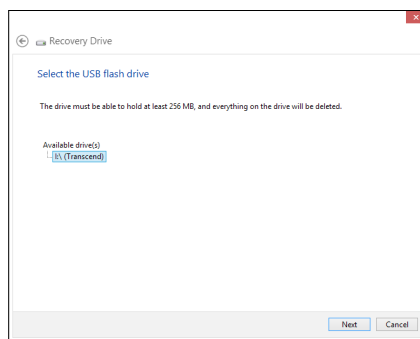 Recovery Drive
Select the USB flash drive
The drive must be able to hold at least 256 MB, and everything on the drive will be deleted.
Available drive(s)
I:\ (Transcend)
Next Cancel